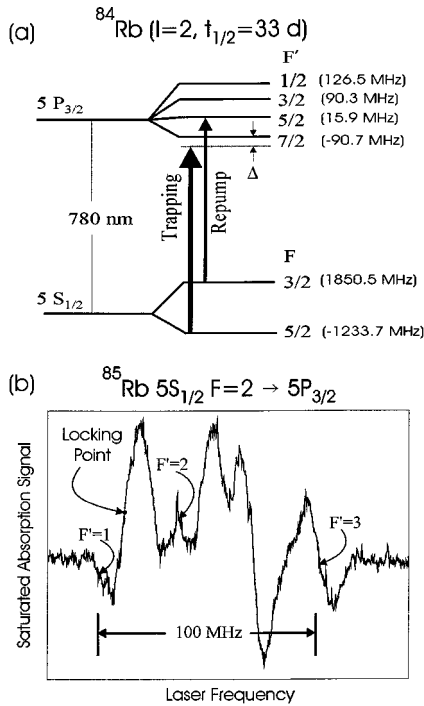 (a)
84Rb (I=2, t1/2=33 d)
F'
1/2 (126.5 MHz)
3/2 (90.3 MHz)
5 P3/2
5/2 (15.9 MHz)
7/2 (-90.7 MHz)
Δ
Trapping
Repump
780 nm
F
3/2 (1850.5 MHz)
5 S1/2
5/2 (-1233.7 MHz)
(b)
85Rb 5S1/2 F=2 → 5P3/2
Locking
Point
F'=2
F'=1
F'=3
100 MHz
Saturated Absorption Signal
Laser Frequency